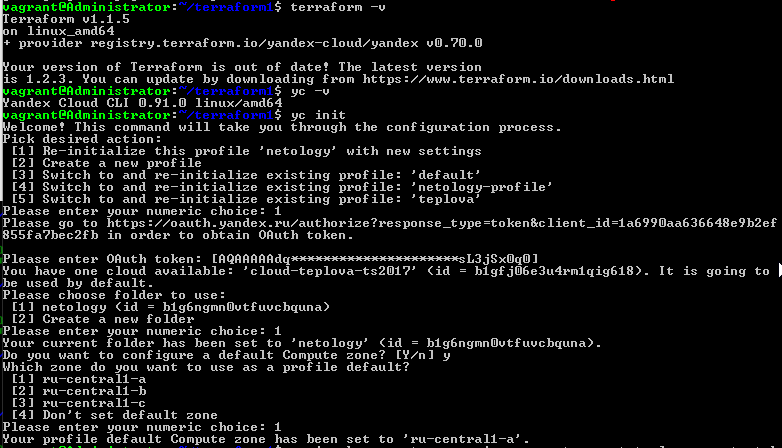 vagrant@Administrator:~/terraform1$ terraform -v
Terraform v1.1.5
on linux_amd64
+ provider registry.terraform.io/yandex-cloud/yandex v0.70.0

Your version of Terraform is out of date! The latest version
is 1.2.3. You can update by downloading from https://www.terraform.io/downloads.html
vagrant@Administrator:~/terraform1$ yc -v
Yandex Cloud CLI 0.91.0 linux/amd64
vagrant@Administrator:~/terraform1$ yc init
Welcome! This command will take you through the configuration process.
Pick desired action:
 [1] Re-initialize this profile 'netology' with new settings
 [2] Create a new profile
 [3] Switch to and re-initialize existing profile: 'default'
 [4] Switch to and re-initialize existing profile: 'netology-profile'
 [5] Switch to and re-initialize existing profile: 'teplova'
Please enter your numeric choice: 1
Please go to https://oauth.yandex.ru/authorize?response_type=token&client_id=1a6990aa636648e9b2ef
855fa7bec2fb in order to obtain OAuth token.

Please enter OAuth token: [AQAAAAAdq*********************sL3jSx0q0]
You have one cloud available: 'cloud-teplova-ts2017' (id = b1gfj06e3u4rm1qig618). It is going to
be used by default.
Please choose folder to use:
 [1] netology (id = b1g6ngmn0vtfuvcbquna)
 [2] Create a new folder
Please enter your numeric choice: 1
Your current folder has been set to 'netology' (id = b1g6ngmn0vtfuvcbquna).
Do you want to configure a default Compute zone? [Y/n] y
Which zone do you want to use as a profile default?
 [1] ru-central1-a
 [2] ru-central1-b
 [3] ru-central1-c
 [4] Don't set default zone
Please enter your numeric choice: 1
Your profile default Compute zone has been set to 'ru-central1-a'.